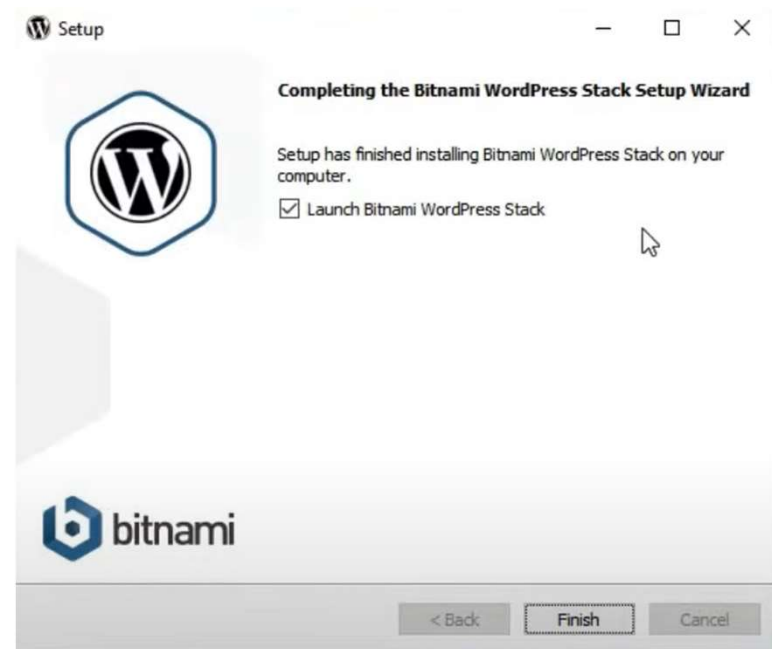 Setup
Completing the Bitnami WordPress Stack Setup Wizard
Setup has finished installing Bitnami WordPress Stack on your
computer.
Launch Bitnami WordPress Stack
bitnami
< Back Finish Cancel